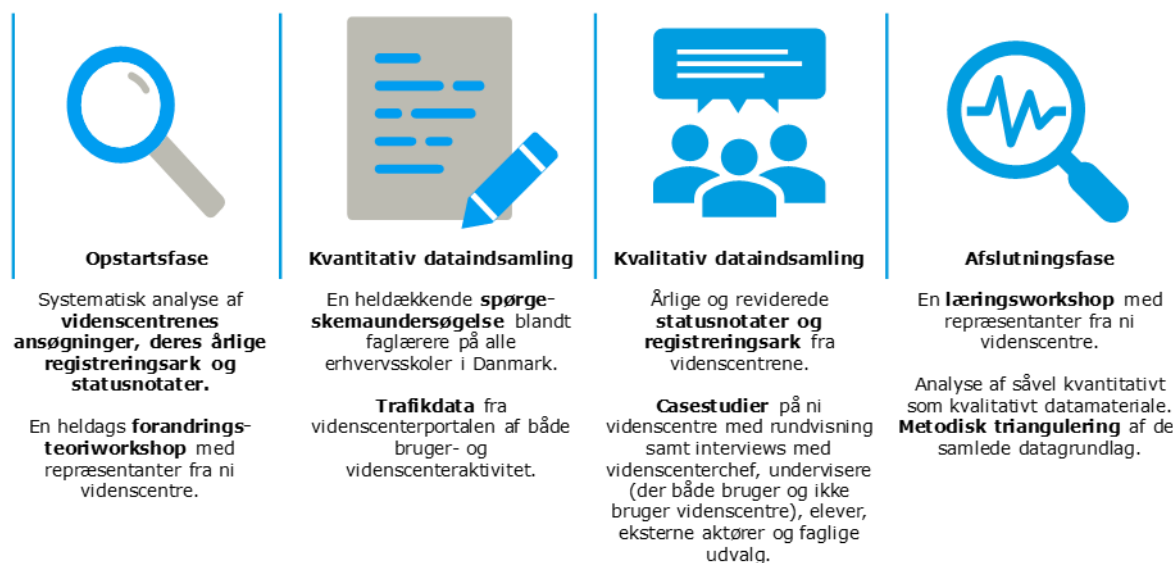 Opstartsfase
Systematisk analyse af
videnscentrenes
ansøgninger, deres årlige
registreringsark og
statusnotater.
En heldags forandrings-
teoriworkshop med
repræsentanter fra ni
videnscentre.
Kvantitativ dataindsamling
En heldækkende spørge-
skemaundersøgelse blandt
faglærere på alle
erhvervsskoler i Danmark.
Trafikdata fra
videnscenterportalen af både
bruger- og
videnscenteraktivitet.
Kvalitativ dataindsamling
Årlige og reviderede
statusnotater og
registreringsark fra
videnscentrene.
Casestudier på ni
videnscentre med rundvisning
samt interviews med
videnscenterchef, undervisere
(der både bruger og ikke
bruger videnscentre), elever,
eksterne aktører og faglige
udvalg.
Afslutningsfase
En læringsworkshop med
repræsentanter fra ni
videnscentre.
Analyse af såvel kvantitativt
som kvalitativt datamateriale.
Metodisk triangulering af de
samlede datagrundlag.